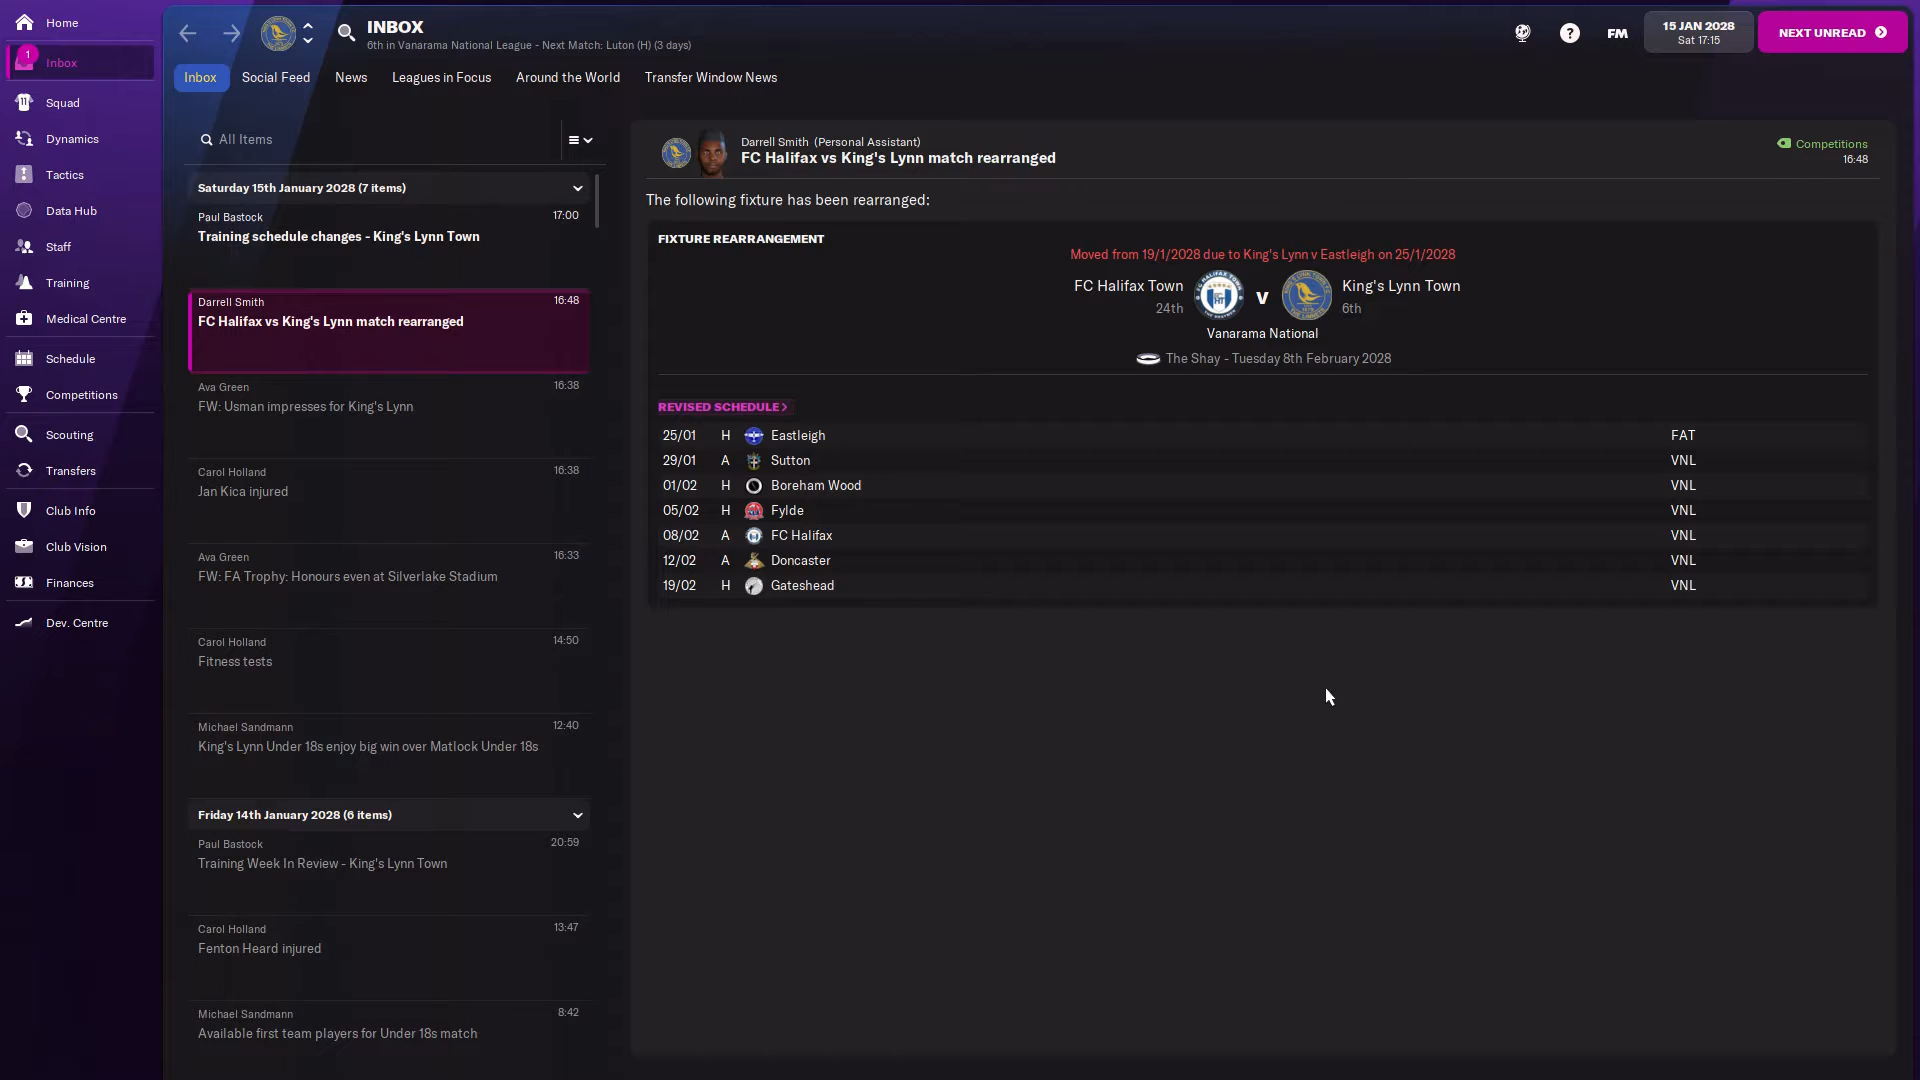 Home
1
Inbox
Squad
Dynamics
Tactics
Data Hub
Staff
Training
Medical Centre
Schedule
Competitions
Scouting
Transfers
Club Info
Club Vision
Finances
Dev. Centre
INBOX
6th in Vanarama National League - Next Match: Luton (H) (3 days)
?
FM
15 JAN 2028
Sat 17:15
NEXT UNREAD
Inbox Social Feed News Leagues in Focus Around the World Transfer Window News
All Items
Saturday 15th January 2028 (7 items)
Paul Bastock 17:00
Training schedule changes - King's Lynn Town
Darrell Smith 16:48
FC Halifax vs King's Lynn match rearranged
Ava Green 16:38
FW: Usman impresses for King's Lynn
Carol Holland 16:38
Jan Kica injured
Ava Green 16:33
FW: FA Trophy: Honours even at Silverlake Stadium
Carol Holland 14:50
Fitness tests
Michael Sandmann 12:40
King's Lynn Under 18s enjoy big win over Matlock Under 18s
Friday 14th January 2028 (6 items)
Paul Bastock 20:59
Training Week In Review - King's Lynn Town
Carol Holland 13:47
Fenton Heard injured
Michael Sandmann 8:42
Available first team players for Under 18s match
Darrell Smith (Personal Assistant)
FC Halifax vs King's Lynn match rearranged
Competitions
16:48
The following fixture has been rearranged:
FIXTURE REARRANGEMENT
Moved from 19/1/2028 due to King's Lynn v Eastleigh on 25/1/2028
FC Halifax Town v King's Lynn Town
24th 6th
Vanarama National
The Shay - Tuesday 8th February 2028
REVISED SCHEDULE >
25/01 H Eastleigh FAT
29/01 A Sutton VNL
01/02 H Boreham Wood VNL
05/02 H Fylde VNL
08/02 A FC Halifax VNL
12/02 A Doncaster VNL
19/02 H Gateshead VNL